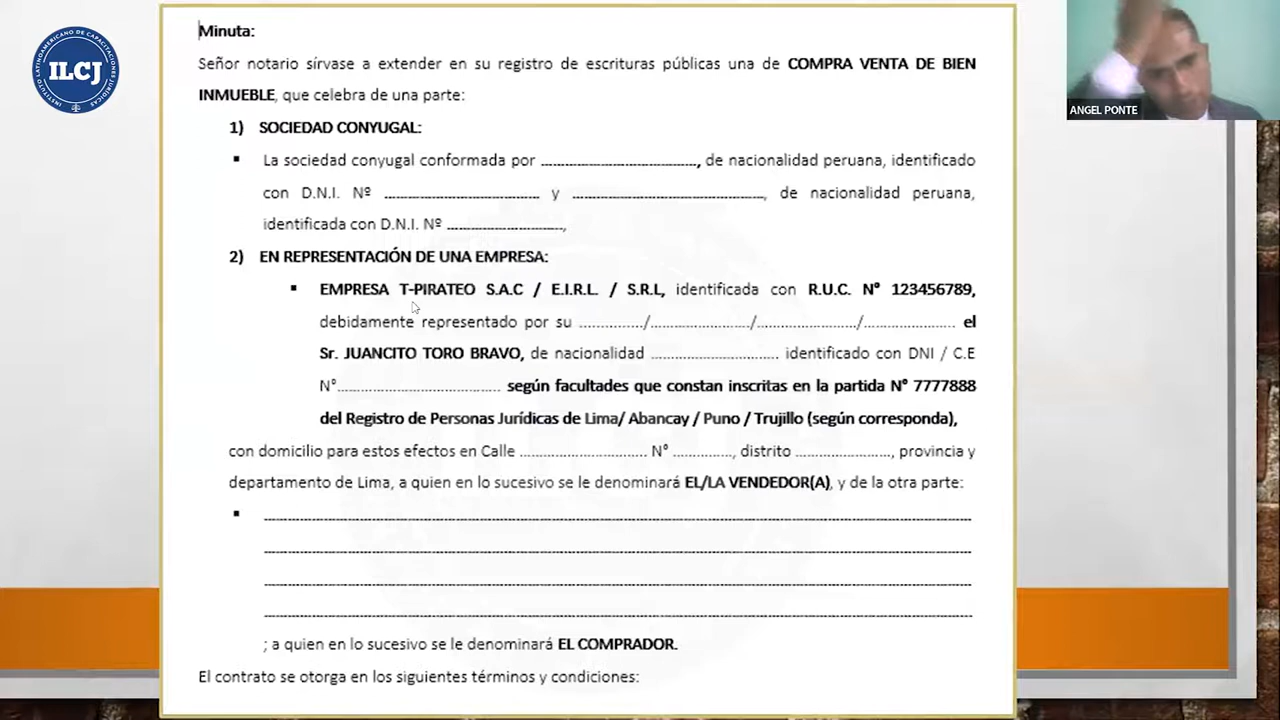 INSTITUTO LATINOAMERICANO DE CAPACITACIONES JURÍDICAS
ILCJ
ANGEL PONTE
Minuta:
Señor notario sírvase a extender en su registro de escrituras públicas una de COMPRA VENTA DE BIEN
INMUEBLE, que celebra de una parte:
1) SOCIEDAD CONYUGAL:
▪ La sociedad conyugal conformada por ................................., de nacionalidad peruana, identificado
con D.N.I. Nº ................................. y ........................................., de nacionalidad peruana,
identificada con D.N.I. Nº .........................,
2) EN REPRESENTACIÓN DE UNA EMPRESA:
▪ EMPRESA T-PIRATEO S.A.C / E.I.R.L. / S.R.L, identificada con R.U.C. N° 123456789,
debidamente representado por su ............./...................../...................../.................... el
Sr. JUANCITO TORO BRAVO, de nacionalidad ............................ identificado con DNI / C.E
N°.................................... según facultades que constan inscritas en la partida N° 7777888
del Registro de Personas Jurídicas de Lima/ Abancay / Puno / Trujillo (según corresponda),
con domicilio para estos efectos en Calle ............................ N° ............., distrito ....................., provincia y
departamento de Lima, a quien en lo sucesivo se le denominará EL/LA VENDEDOR(A), y de la otra parte:
▪ ......................................................................................................
......................................................................................................
......................................................................................................
......................................................................................................
; a quien en lo sucesivo se le denominará EL COMPRADOR.
El contrato se otorga en los siguientes términos y condiciones: